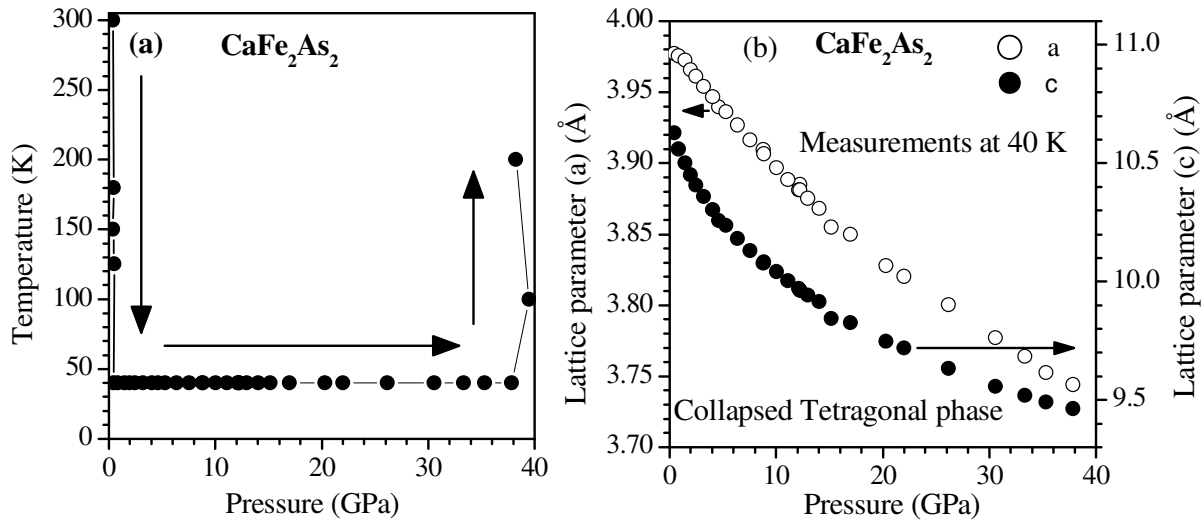 (a) CaFe₂As₂
300
250
200
150
100
50
0
Temperature (K)
0 10 20 30 40
Pressure (GPa)
(b) CaFe₂As₂
a
c
Measurements at 40 K
Collapsed Tetragonal phase
4.00
3.95
3.90
3.85
3.80
3.75
3.70
Lattice parameter (a) (Å)
11.0
10.5
10.0
9.5
Lattice parameter (c) (Å)
0 10 20 30 40
Pressure (GPa)